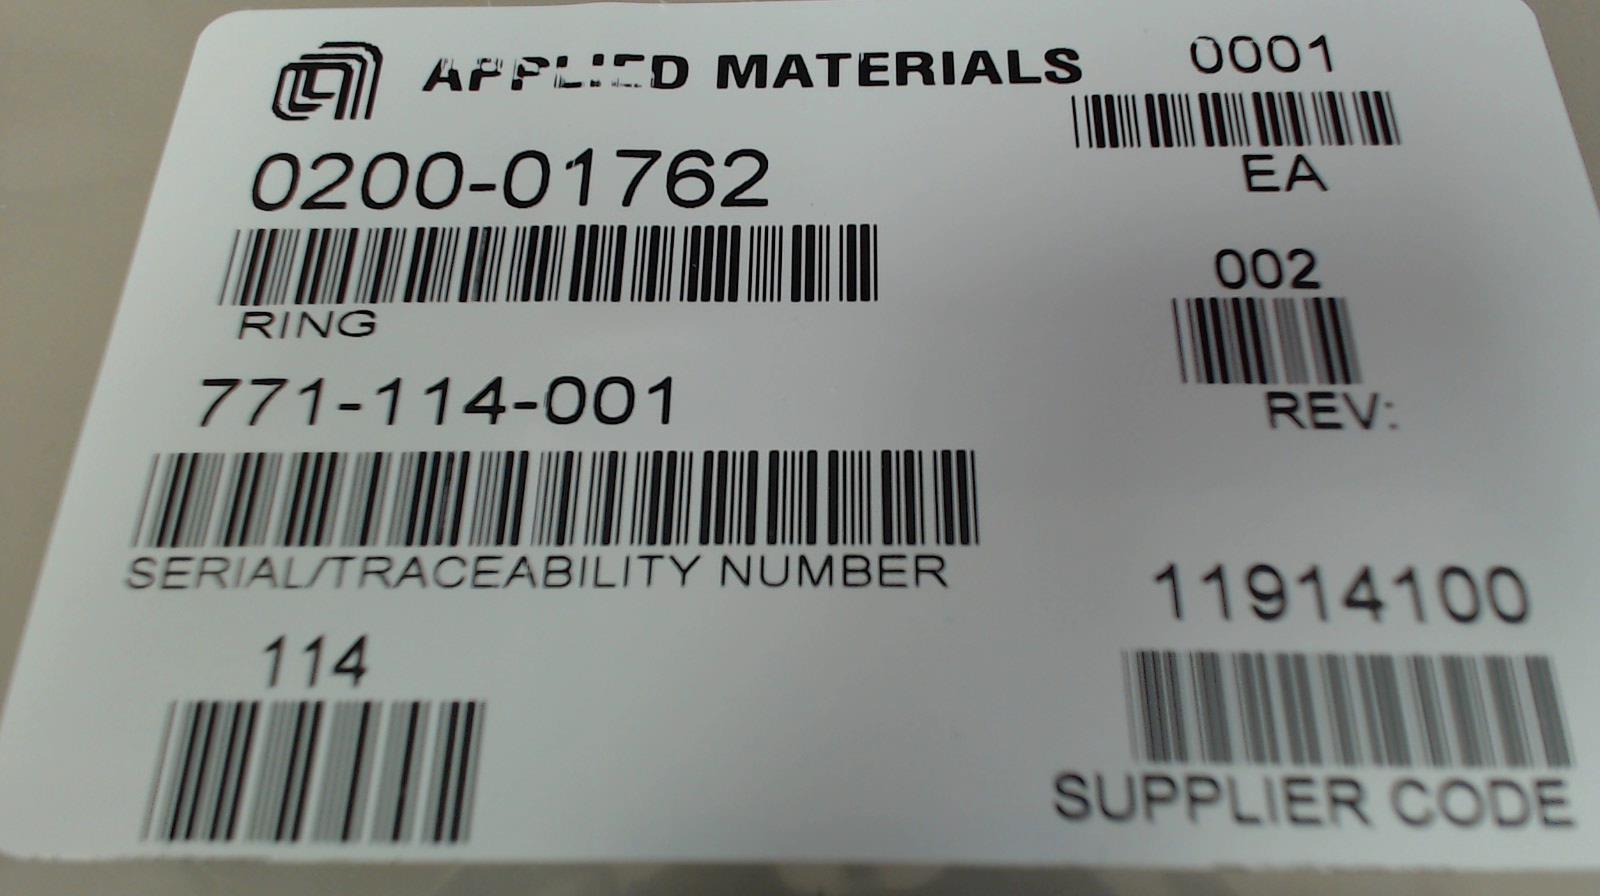 APPLIED MATERIALS
0001
EA
0200-01762
RING
002
REV:
771-114-001
SERIAL/TRACEABILITY NUMBER
11914100
SUPPLIER CODE
114